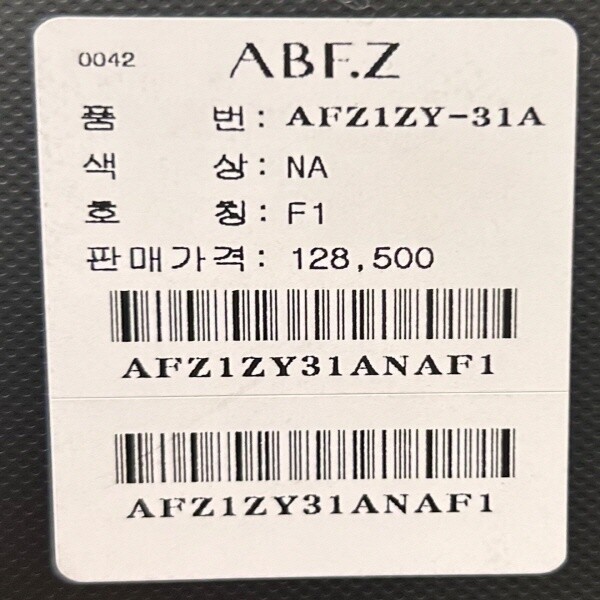 0042 ABF.Z
품 번: AFZ1ZY-31A
색 상: NA
호 칭: F1
판매가격: 128,500
AFZ1ZY31ANAF1
AFZ1ZY31ANAF1